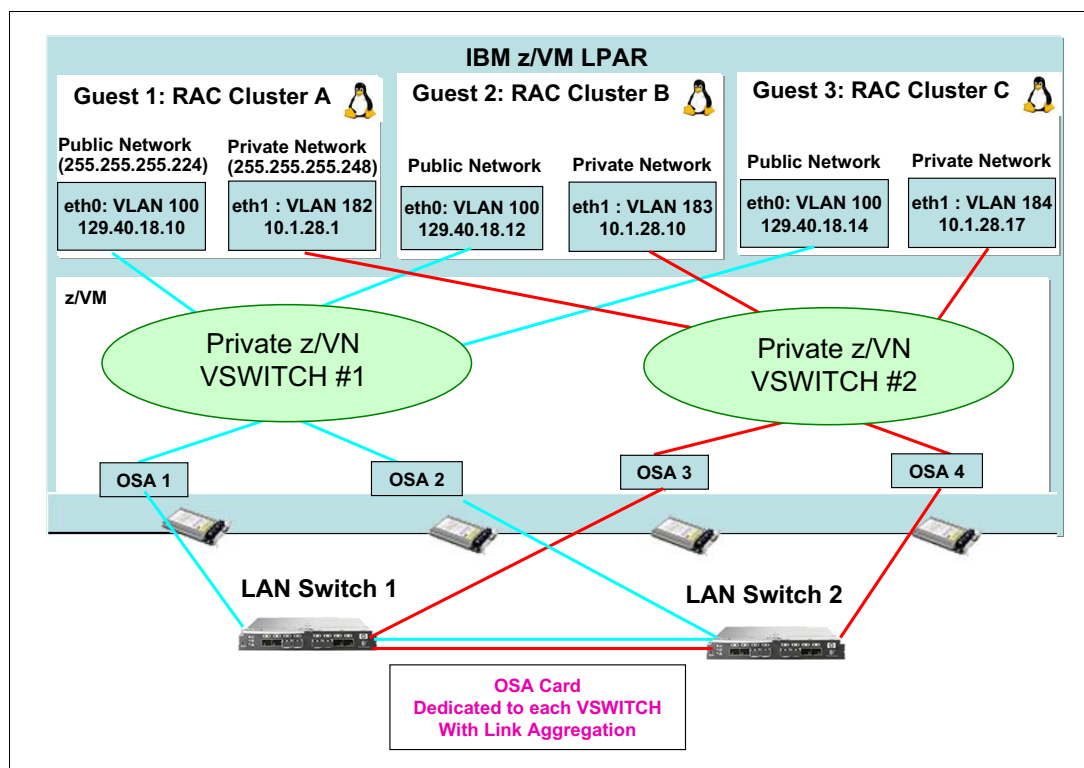 IBM z/VM LPAR
Guest 1: RAC Cluster A
Public Network
(255.255.255.224)
Private Network
(255.255.255.248)
eth0: VLAN 100
129.40.18.10
eth1 : VLAN 182
10.1.28.1
Guest 2: RAC Cluster B
Public Network
Private Network
eth0: VLAN 100
129.40.18.12
eth1 : VLAN 183
10.1.28.10
Guest 3: RAC Cluster C
Public Network
Private Network
eth0: VLAN 100
129.40.18.14
eth1 : VLAN 184
10.1.28.17
z/VM
Private z/VN
VSWITCH #1
Private z/VN
VSWITCH #2
OSA 1
OSA 2
OSA 3
OSA 4
LAN Switch 1
LAN Switch 2
OSA Card
Dedicated to each VSWITCH
With Link Aggregation